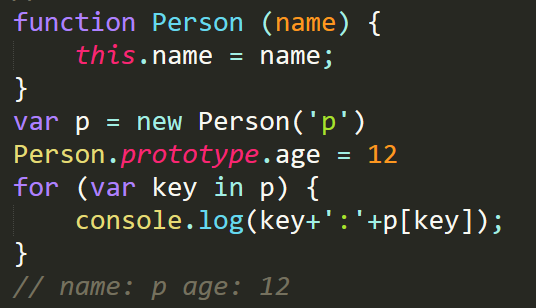 function Person (name) {
    this.name = name;
}
var p = new Person('p')
Person.prototype.age = 12
for (var key in p) {
    console.log(key+':'+p[key]);
}
// name: p age: 12